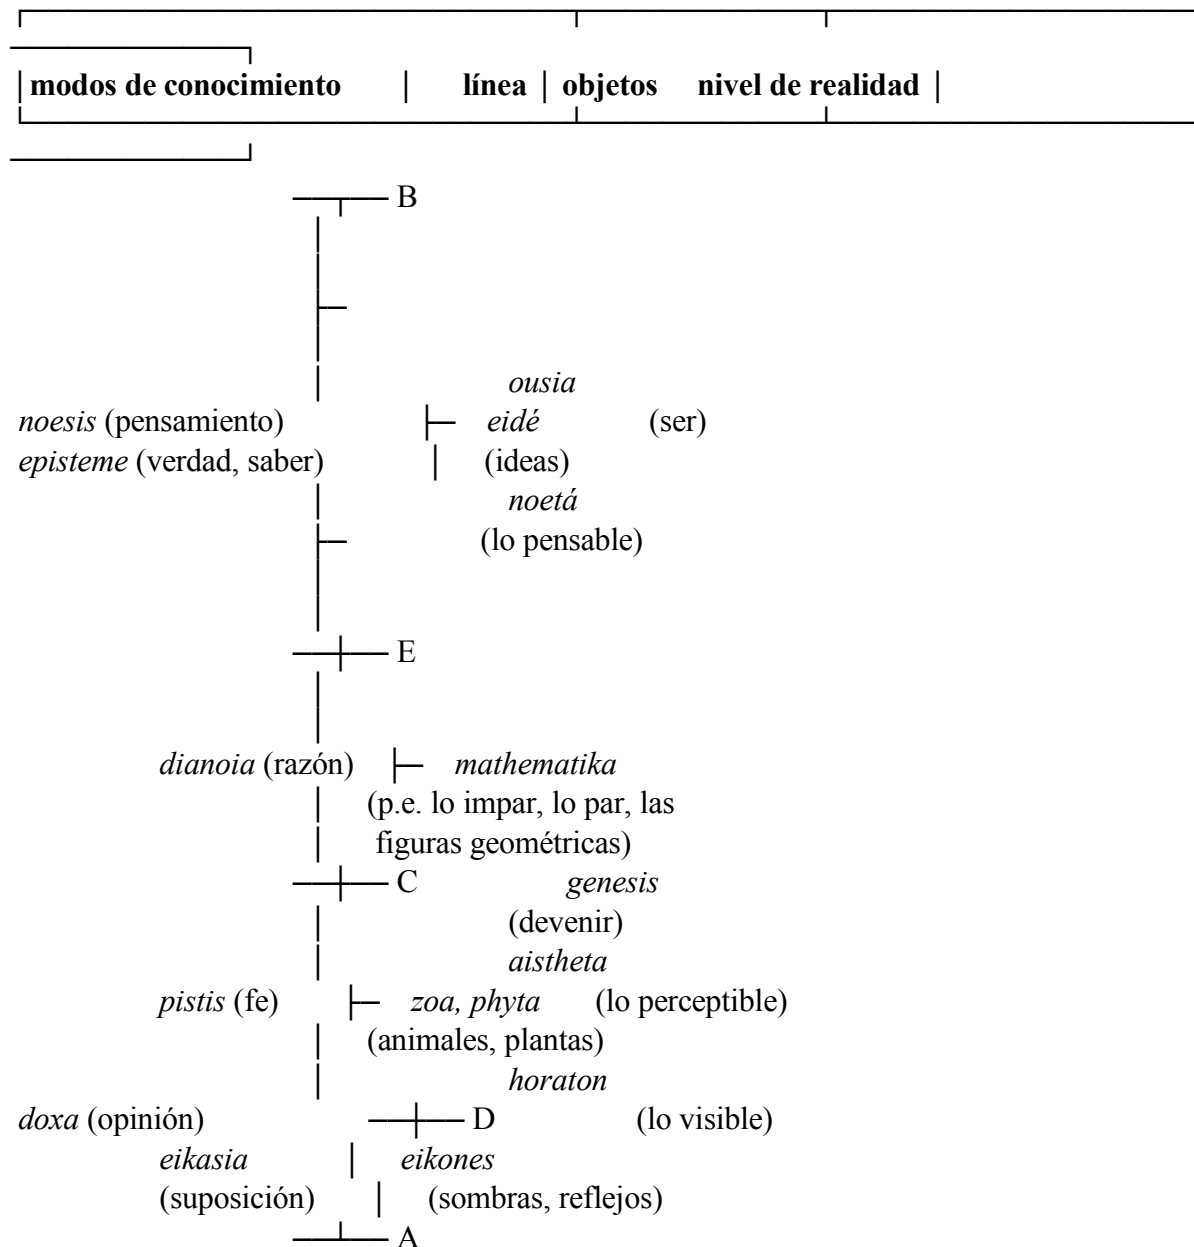 modos de conocimiento línea objetos nivel de realidad
B
ousia
noesis (pensamiento) eidé (ser)
episteme (verdad, saber) (ideas)
noetá
(lo pensable)
E
dianoia (razón) mathematika
(p.e. lo impar, lo par, las
figuras geométricas)
C genesis
(devenir)
aistheta
pistis (fe) zoa, phyta (lo perceptible)
(animales, plantas)
horaton
doxa (opinión) D (lo visible)
eikasia eikones
(suposición) (sombras, reflejos)
A